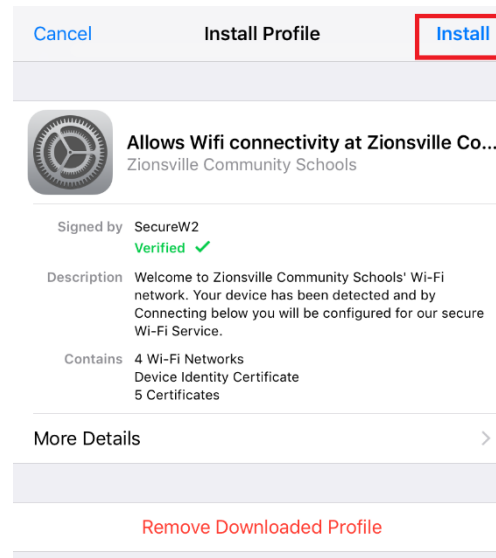 Cancel Install Profile Install
Allows Wifi connectivity at Zionsville Co...
Zionsville Community Schools
Signed by SecureW2
Verified ✓
Description Welcome to Zionsville Community Schools' Wi-Fi
network. Your device has been detected and by
Connecting below you will be configured for our secure
Wi-Fi Service.
Contains 4 Wi-Fi Networks
Device Identity Certificate
5 Certificates
More Details
Remove Downloaded Profile